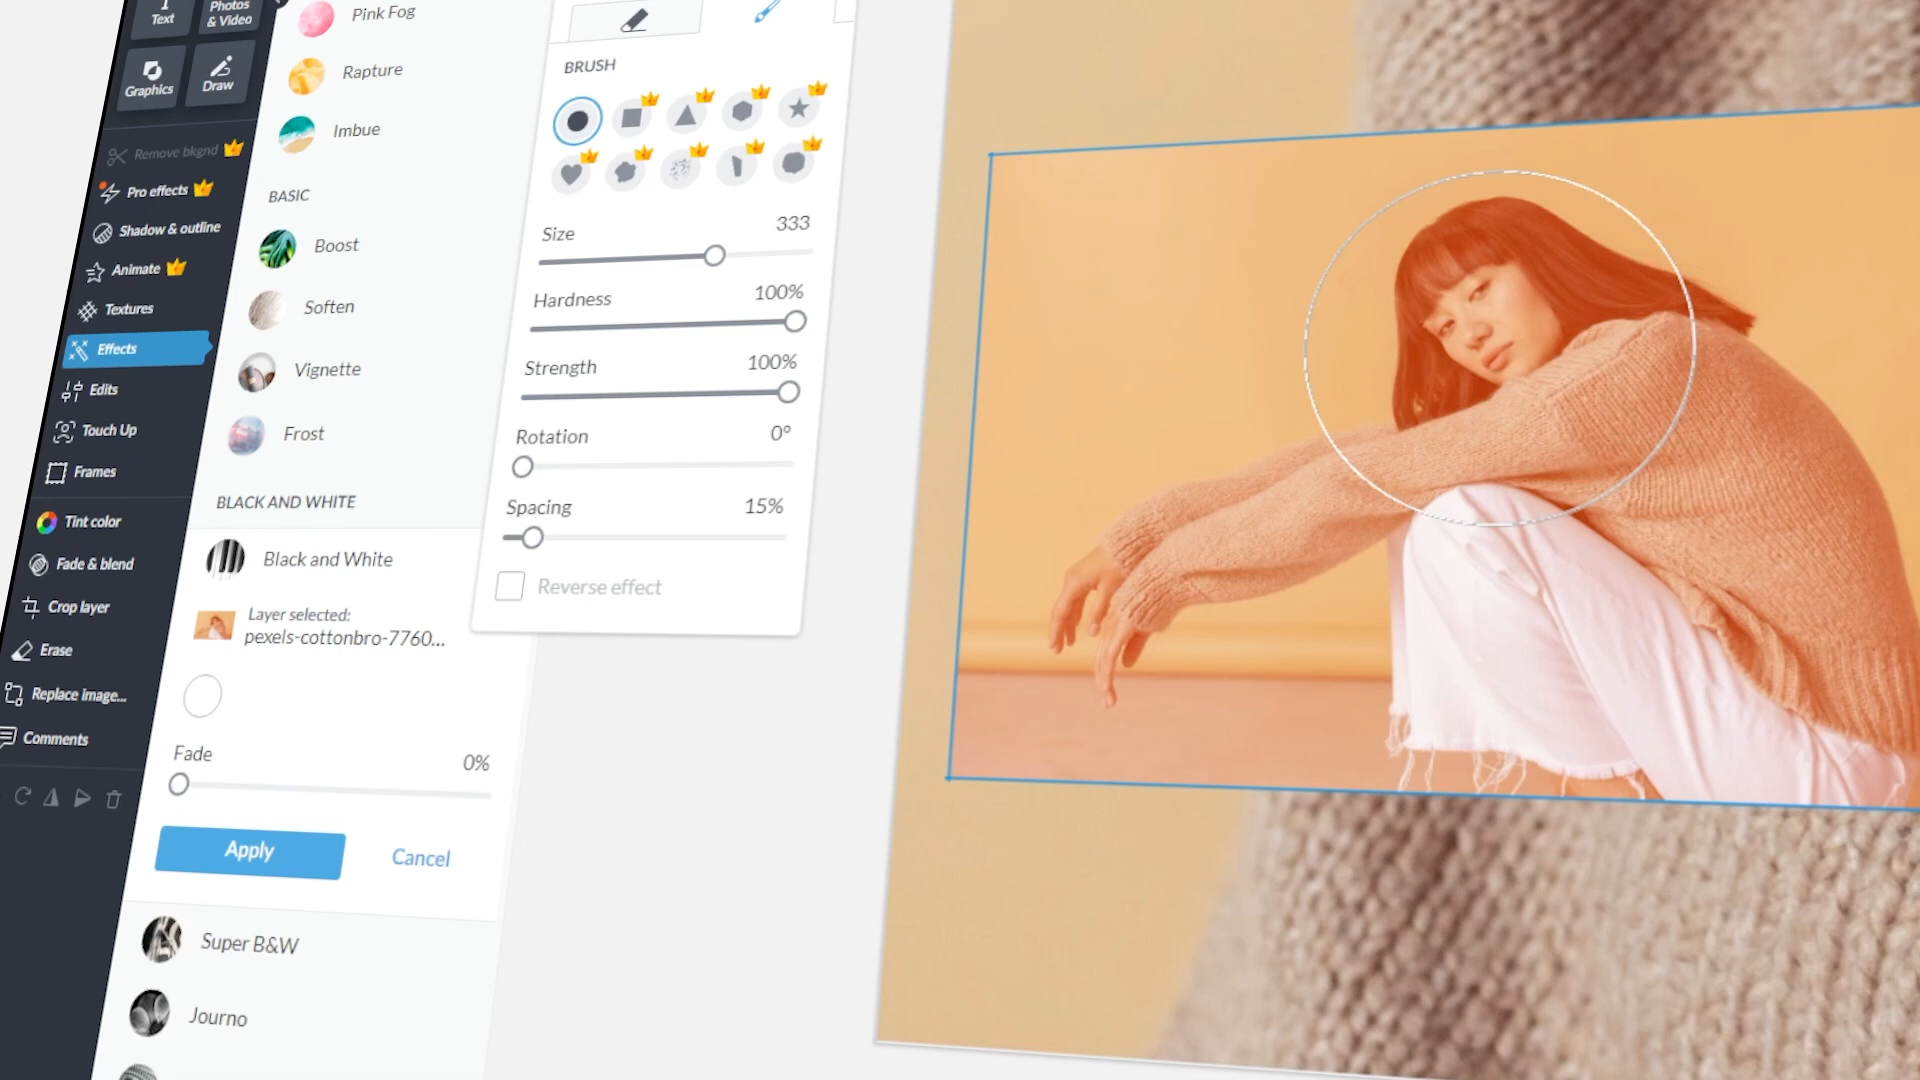 Text
Photos
& Video
Graphics
Draw
Remove bkgnd
Pro effects
Shadow & outline
Animate
Textures
Effects
Edits
Touch Up
Frames
Tint color
Fade & blend
Crop layer
Erase
Replace image...
Comments
Pink Fog
Rapture
Imbue
BASIC
Boost
Soften
Vignette
Frost
BLACK AND WHITE
Black and White
Layer selected:
pexels-cottonbro-7760...
Fade 0%
Apply Cancel
Super B&W
Journo
BRUSH
Size 333
Hardness 100%
Strength 100%
Rotation 0°
Spacing 15%
Reverse effect